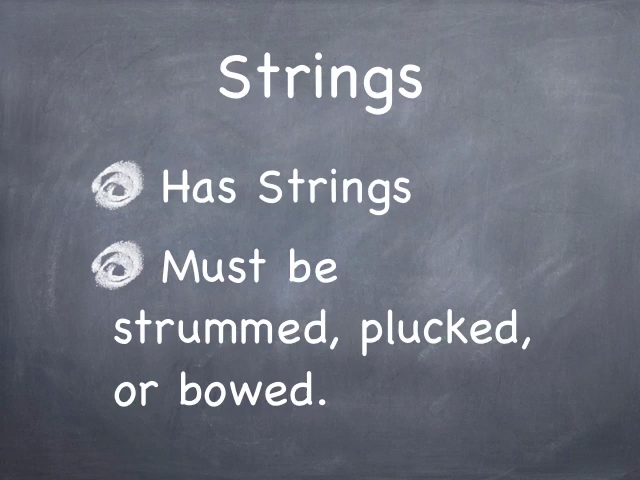 Strings
Has Strings
Must be
strummed, plucked,
or bowed.